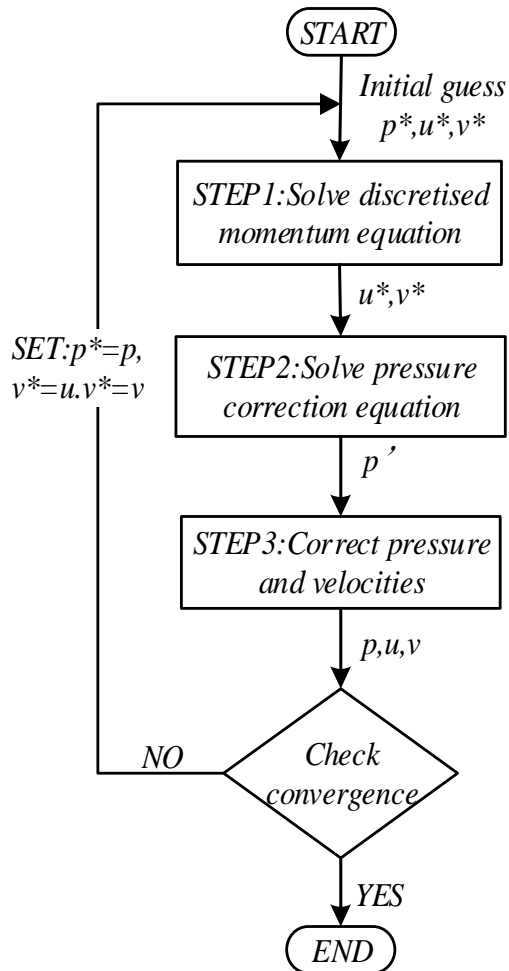 START
Initial guess
p*,u*,v*
STEP1:Solve discretised
momentum equation
u*,v*
SET:p*=p,
v*=u.v*=v
STEP2:Solve pressure
correction equation
p’
STEP3:Correct pressure
and velocities
p,u,v
NO
Check
convergence
YES
END